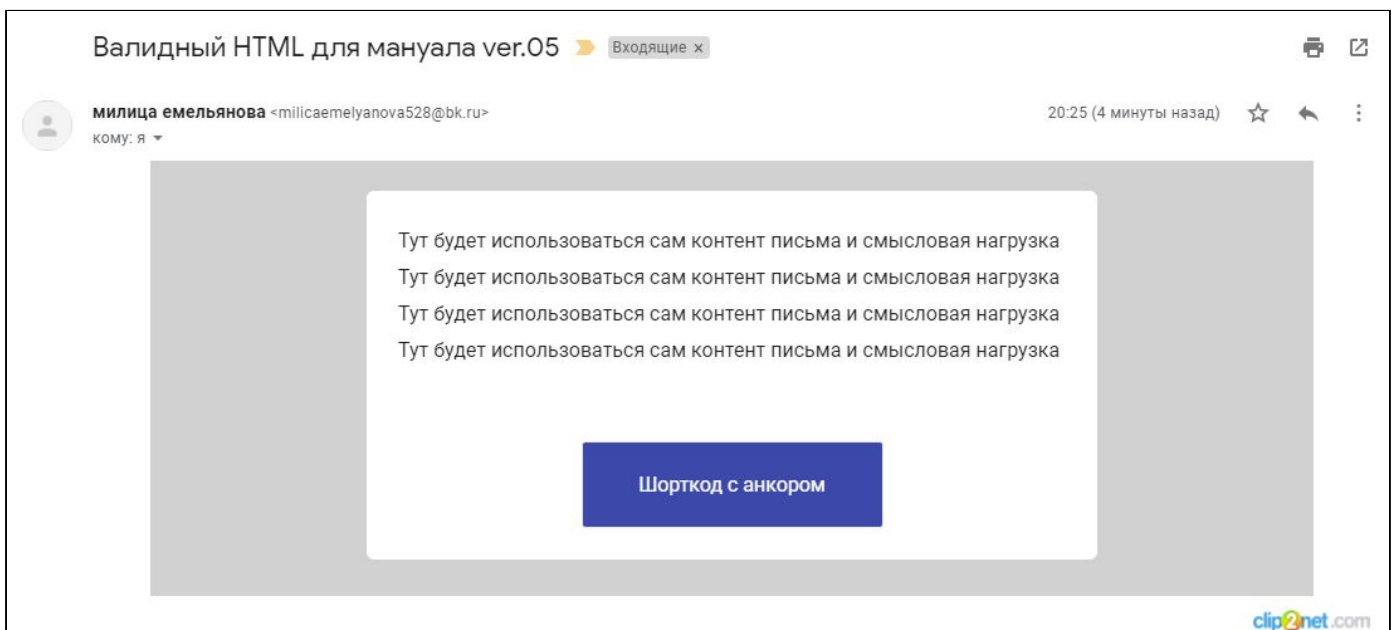 Валидный HTML для мануала ver.05 Входящие x
милица емельянова <milicaemelyanova528@bk.ru> 20:25 (4 минуты назад)
кому: я
Тут будет использоваться сам контент письма и смысловая нагрузка
Тут будет использоваться сам контент письма и смысловая нагрузка
Тут будет использоваться сам контент письма и смысловая нагрузка
Тут будет использоваться сам контент письма и смысловая нагрузка
Шорткод с анкором
clip2net.com